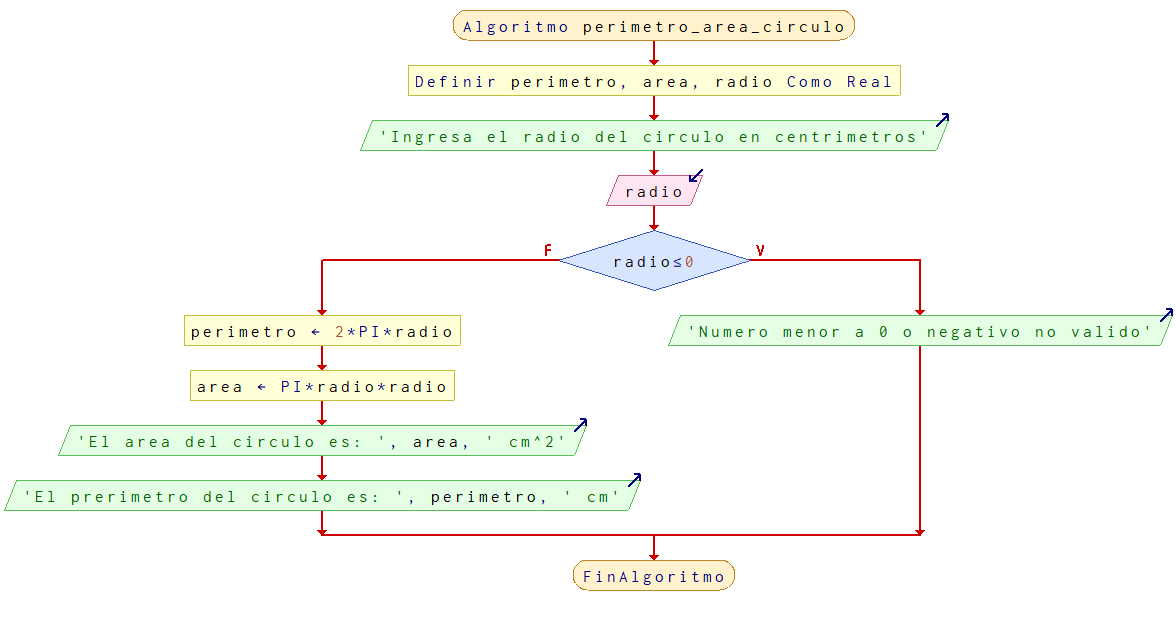 Algoritmo perimetro_area_circulo
Definir perimetro, area, radio Como Real
'Ingresa el radio del circulo en centrimetros'
radio
radio≤0
F
V
perimetro ← 2*PI*radio
area ← PI*radio*radio
'El area del circulo es: ', area, ' cm^2'
'El prerimetro del circulo es: ', perimetro, ' cm'
'Numero menor a 0 o negativo no valido'
FinAlgoritmo